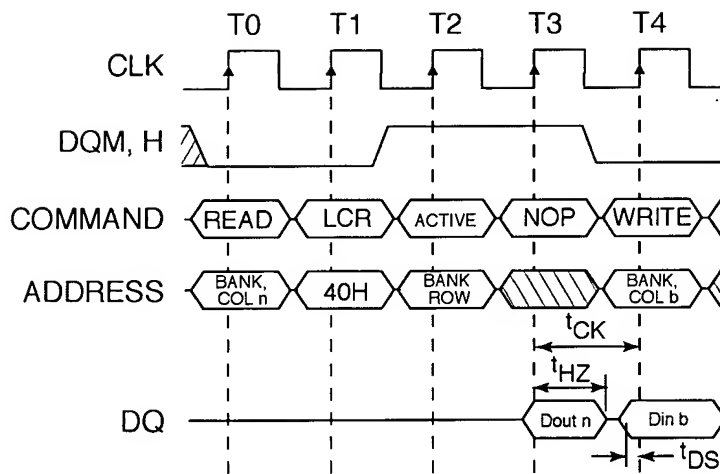 T0 T1 T2 T3 T4
CLK
DQM, H
COMMAND READ LCR ACTIVE NOP WRITE
ADDRESS BANK, COL n 40H BANK ROW BANK, COL b
tCK
tHZ
DQ Dout n Din b
tDS